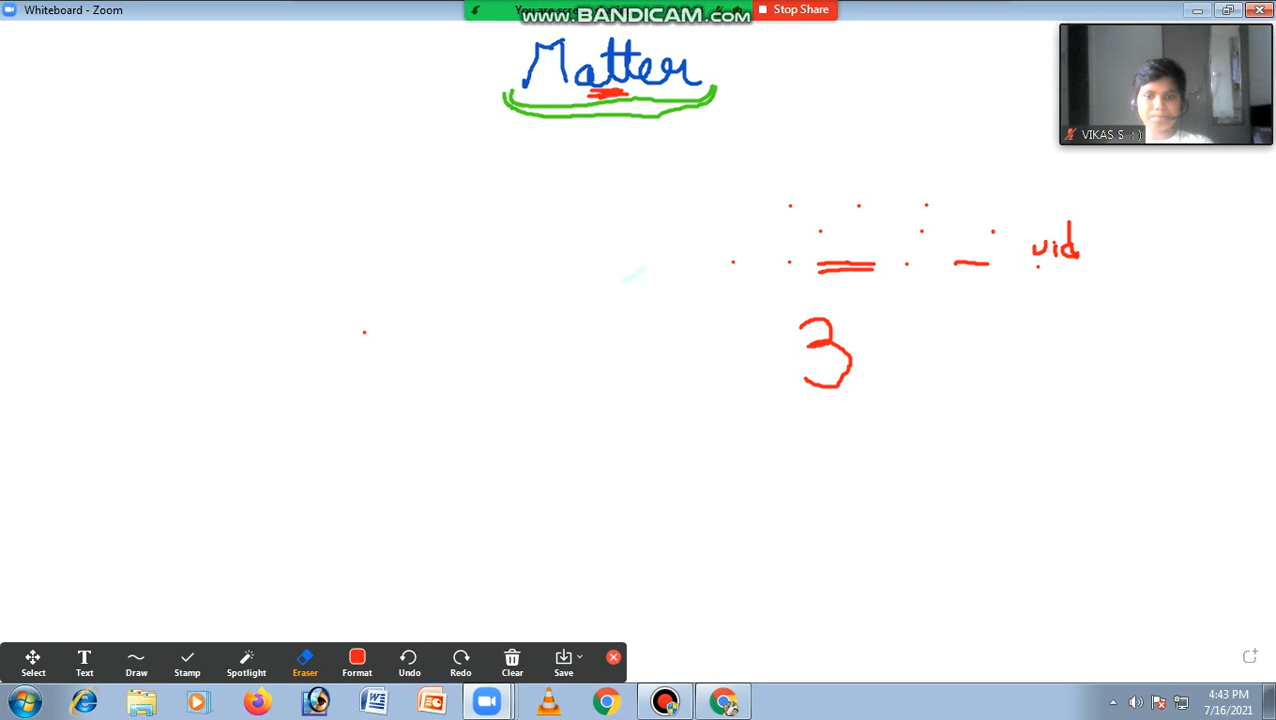 Whiteboard - Zoom
www.BANDICAM.com
Stop Share
Matter
VIKAS S :)
vid
3
Select
Text
Draw
Stamp
Spotlight
Eraser
Format
Undo
Redo
Clear
Save
4:43 PM
7/16/2021